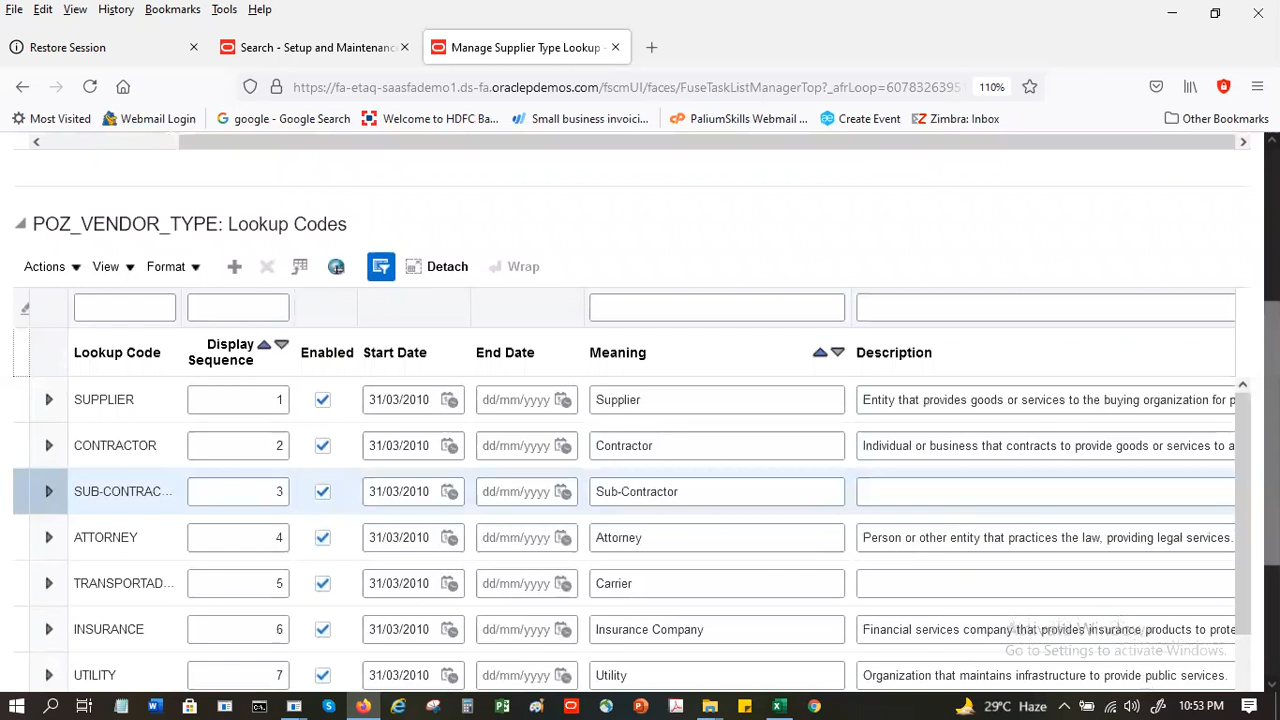 File Edit View History Bookmarks Tools Help
Restore Session × Search - Setup and Maintenance × Manage Supplier Type Lookup - × +
https://fa-etaq-saasfademo1.ds-fa.oraclepdemos.com/fscmUI/faces/FuseTaskListManagerTop?_afrLoop=6078326395 110%
Most Visited Webmail Login google - Google Search Welcome to HDFC Ba... Small business invoici... PaliumSkills Webmail ... Create Event Zimbra: Inbox Other Bookmarks
POZ_VENDOR_TYPE: Lookup Codes
Actions View Format Detach Wrap
Lookup Code Display Sequence Enabled Start Date End Date Meaning Description
SUPPLIER 1 31/03/2010 dd/mm/yyyy Supplier Entity that provides goods or services to the buying organization for p
CONTRACTOR 2 31/03/2010 dd/mm/yyyy Contractor Individual or business that contracts to provide goods or services to a
SUB-CONTRAC... 3 31/03/2010 dd/mm/yyyy Sub-Contractor
ATTORNEY 4 31/03/2010 dd/mm/yyyy Attorney Person or other entity that practices the law, providing legal services.
TRANSPORTAD... 5 31/03/2010 dd/mm/yyyy Carrier
INSURANCE 6 31/03/2010 dd/mm/yyyy Insurance Company Financial services company that provides insurance products to prote
Activate Windows
Go to Settings to activate Windows.
UTILITY 7 31/03/2010 dd/mm/yyyy Utility Organization that maintains infrastructure to provide public services.
29°C Haze 10:53 PM